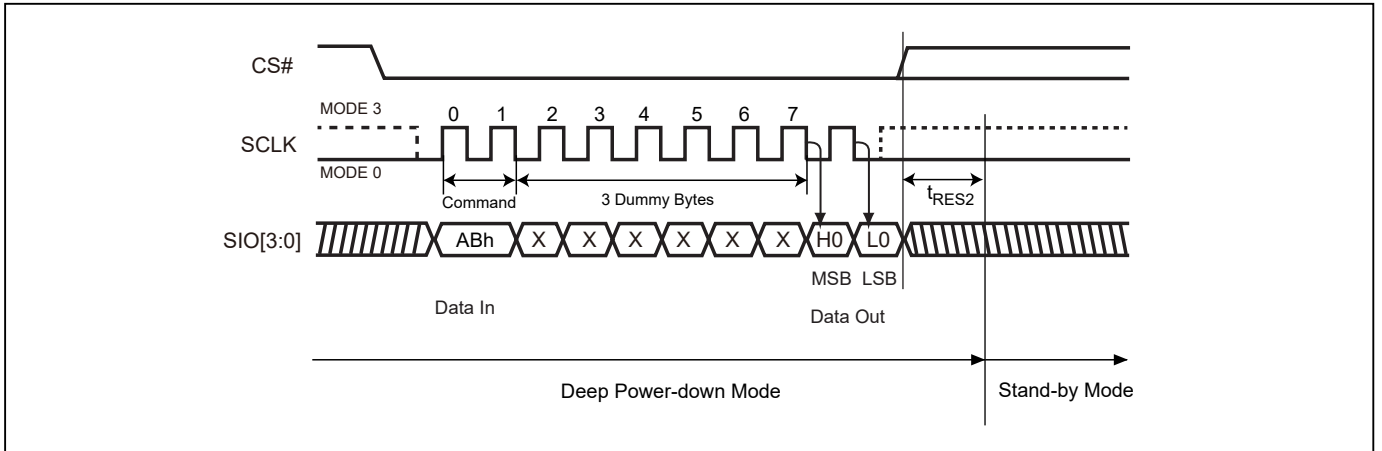 CS#
MODE 3
0 1 2 3 4 5 6 7
SCLK
MODE 0
Command
3 Dummy Bytes
tRES2
SIO[3:0]
ABh X X X X X X H0 L0
MSB LSB
Data In
Data Out
Deep Power-down Mode
Stand-by Mode